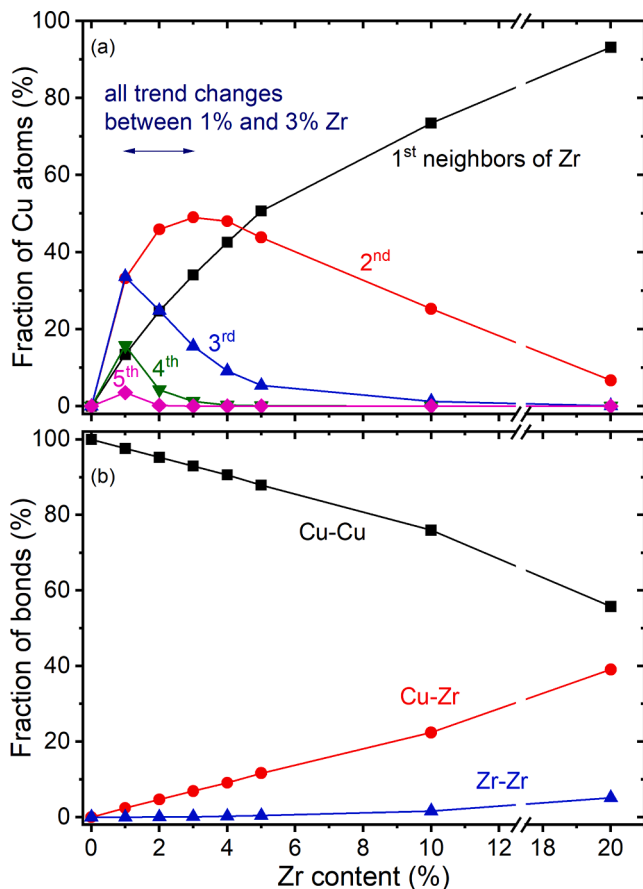 100
(a)
80
all trend changes
between 1% and 3% Zr
1st neighbors of Zr
60
Fraction of Cu atoms (%)
40
2nd
3rd
20
4th
5th
0
100
(b)
80
Cu-Cu
60
Fraction of bonds (%)
40
Cu-Zr
20
Zr-Zr
0
0 2 4 6 8 10 12 18 20
Zr content (%)